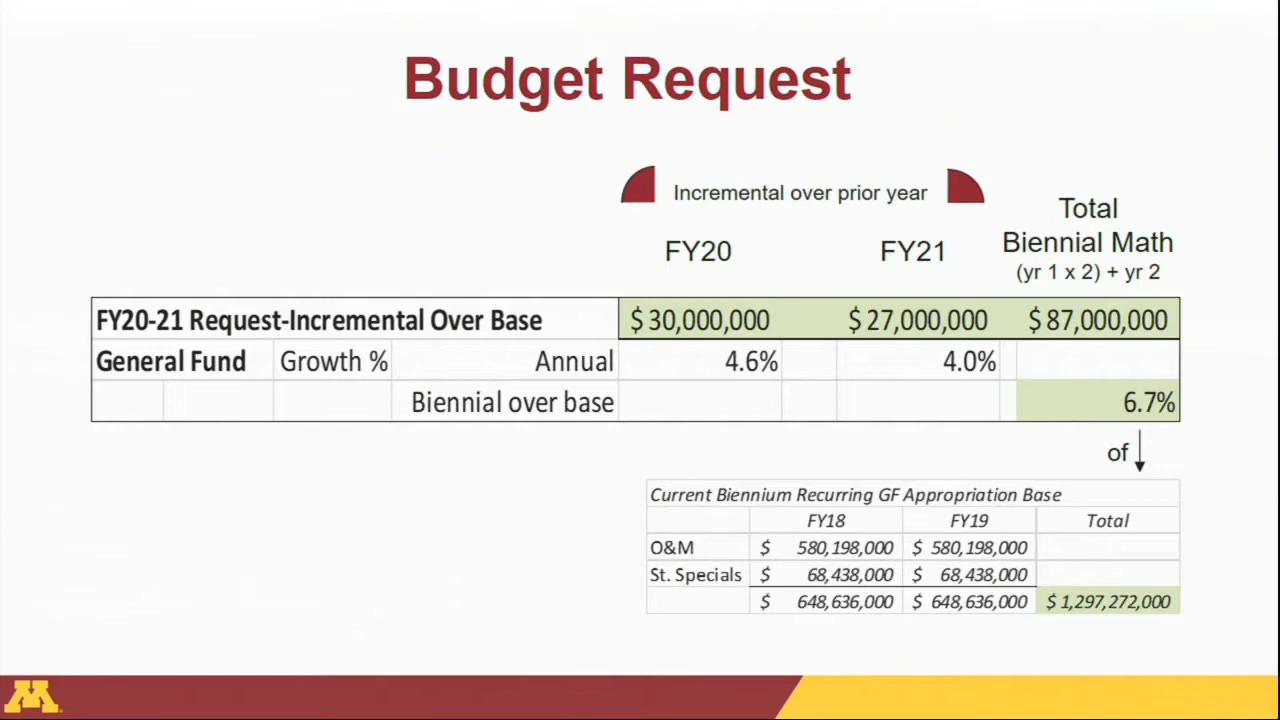 Budget Request
Incremental over prior year
FY20 FY21 Total
Biennial Math
(yr 1 x 2) + yr 2
FY20-21 Request-Incremental Over Base $ 30,000,000 $ 27,000,000 $ 87,000,000
General Fund Growth % Annual 4.6% 4.0%
Biennial over base 6.7%
of
Current Biennium Recurring GF Appropriation Base
FY18 FY19 Total
O&M $ 580,198,000 $ 580,198,000
St. Specials $ 68,438,000 $ 68,438,000
$ 648,636,000 $ 648,636,000 $ 1,297,272,000
M